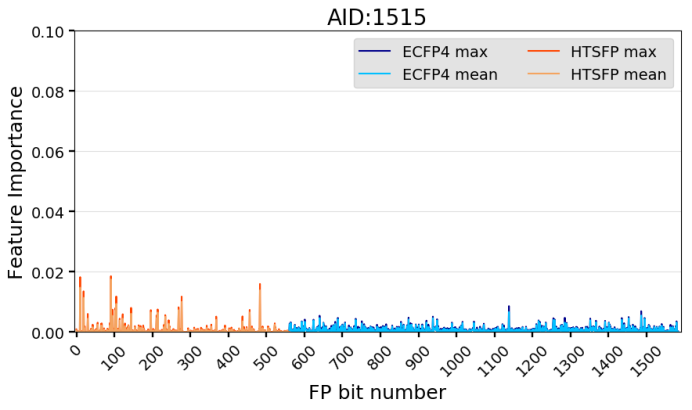 AID:1515
ECFP4 max
ECFP4 mean
HTSFP max
HTSFP mean
Feature Importance
0.10
0.08
0.06
0.04
0.02
0.00
0 100 200 300 400 500 600 700 800 900 1000 1100 1200 1300 1400 1500
FP bit number